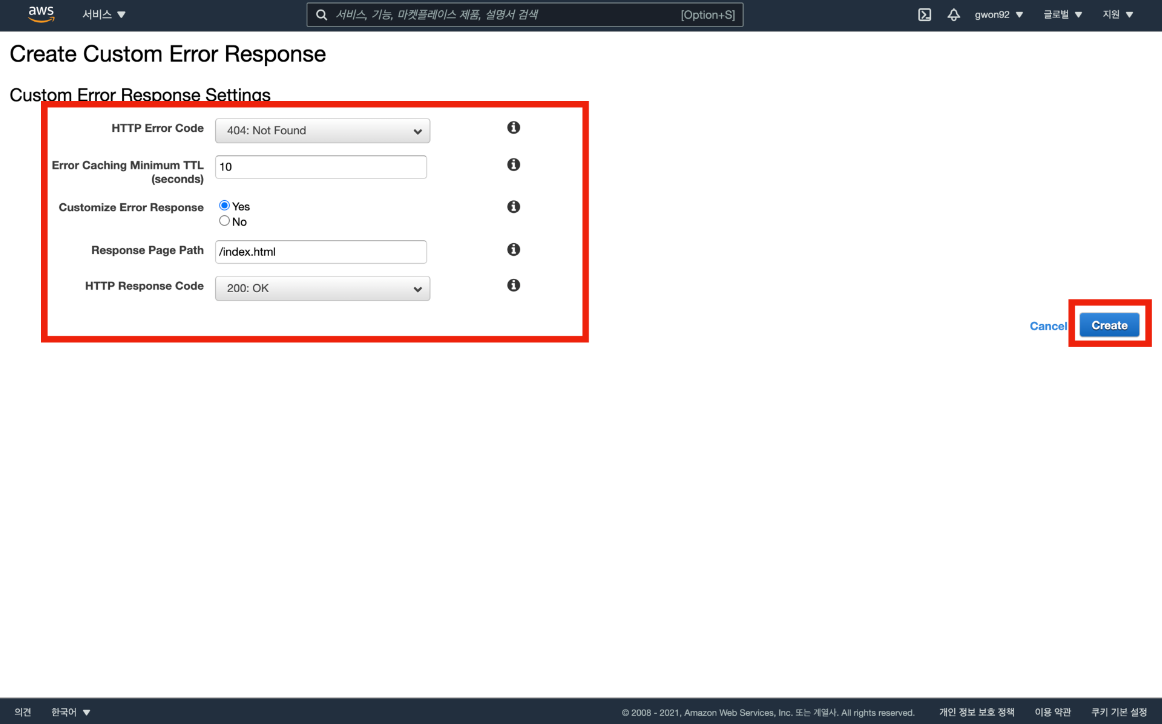 aws 서비스 서비스, 기능, 마켓플레이스 제품, 설명서 검색 [Option+S] gwon92 글로벌 지원
Create Custom Error Response
Custom Error Response Settings
HTTP Error Code 404: Not Found
Error Caching Minimum TTL 10
(seconds)
Customize Error Response Yes
No
Response Page Path /index.html
HTTP Response Code 200: OK
Cancel Create
의견 한국어 © 2008 - 2021, Amazon Web Services, Inc. 또는 계열사. All rights reserved. 개인 정보 보호 정책 이용 약관 쿠키 기본 설정